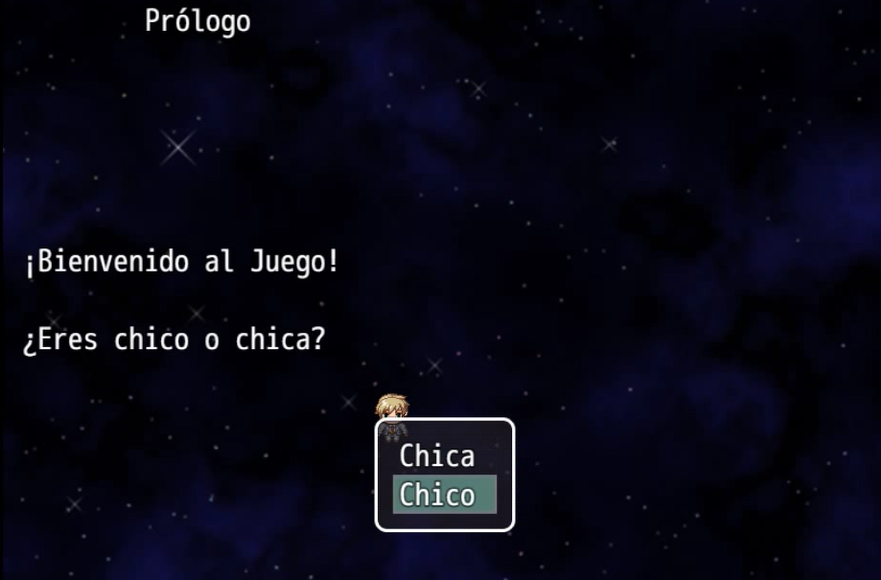 Prólogo
¡Bienvenido al Juego!
¿Eres chico o chica?
Chica
Chico